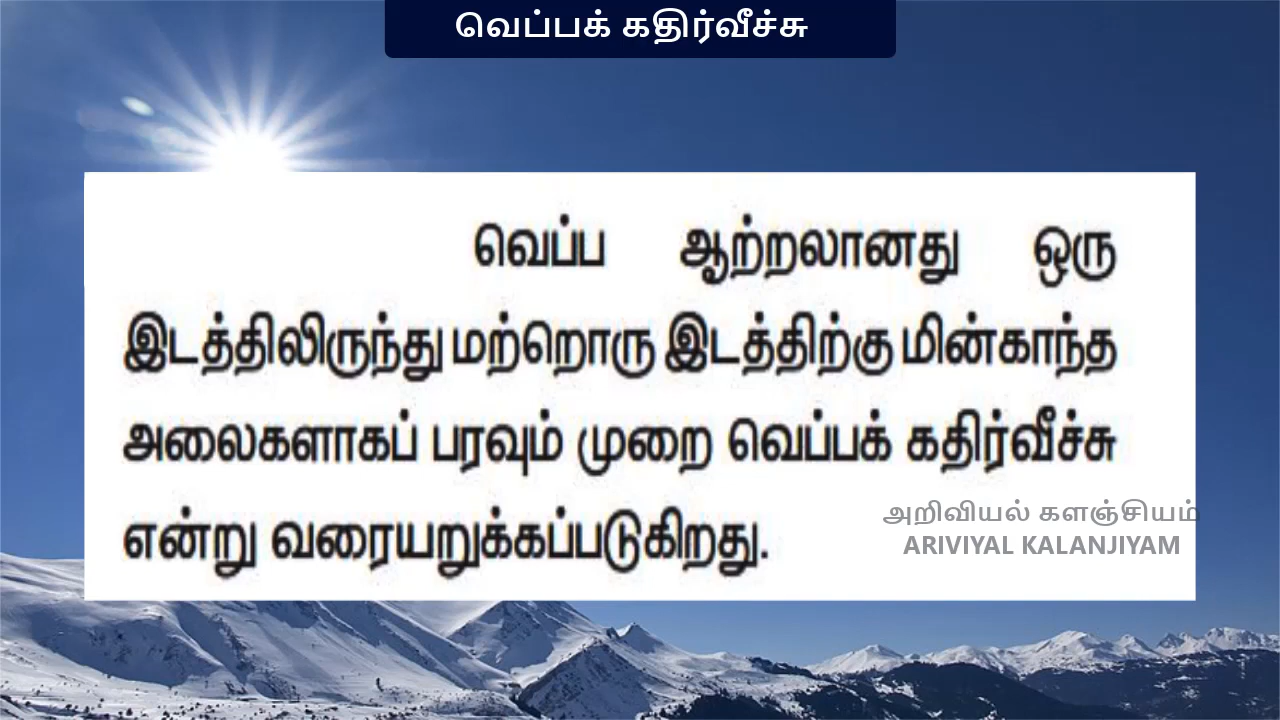 வெப்பக் கதிர்வீச்சு
வெப்ப ஆற்றலானது ஒரு
இடத்திலிருந்து மற்றொரு இடத்திற்கு மின்காந்த
அலைகளாகப் பரவும் முறை வெப்பக் கதிர்வீச்சு
என்று வரையறுக்கப்படுகிறது.
அறிவியல் களஞ்சியம்
ARIVIYAL KALANJIYAM